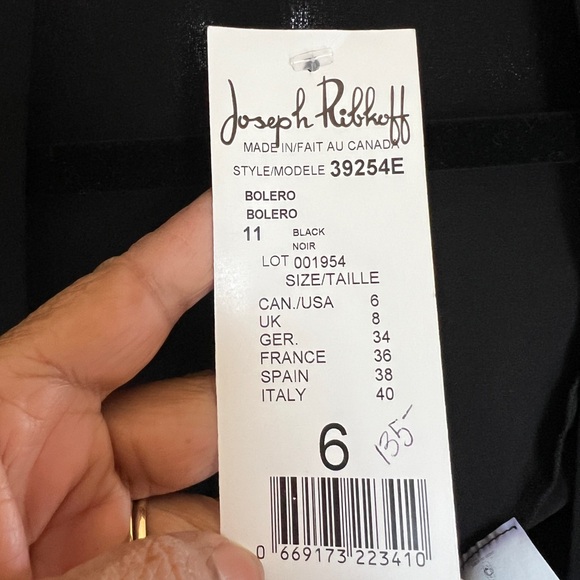 Joseph Ribkoff
MADE IN/FAIT AU CANADA
STYLE/MODELE 39254E
BOLERO
BOLERO
11 BLACK
NOIR
LOT 001954
SIZE/TAILLE
CAN./USA 6
UK 8
GER. 34
FRANCE 36
SPAIN 38
ITALY 40
6 135-
0 669173 223410